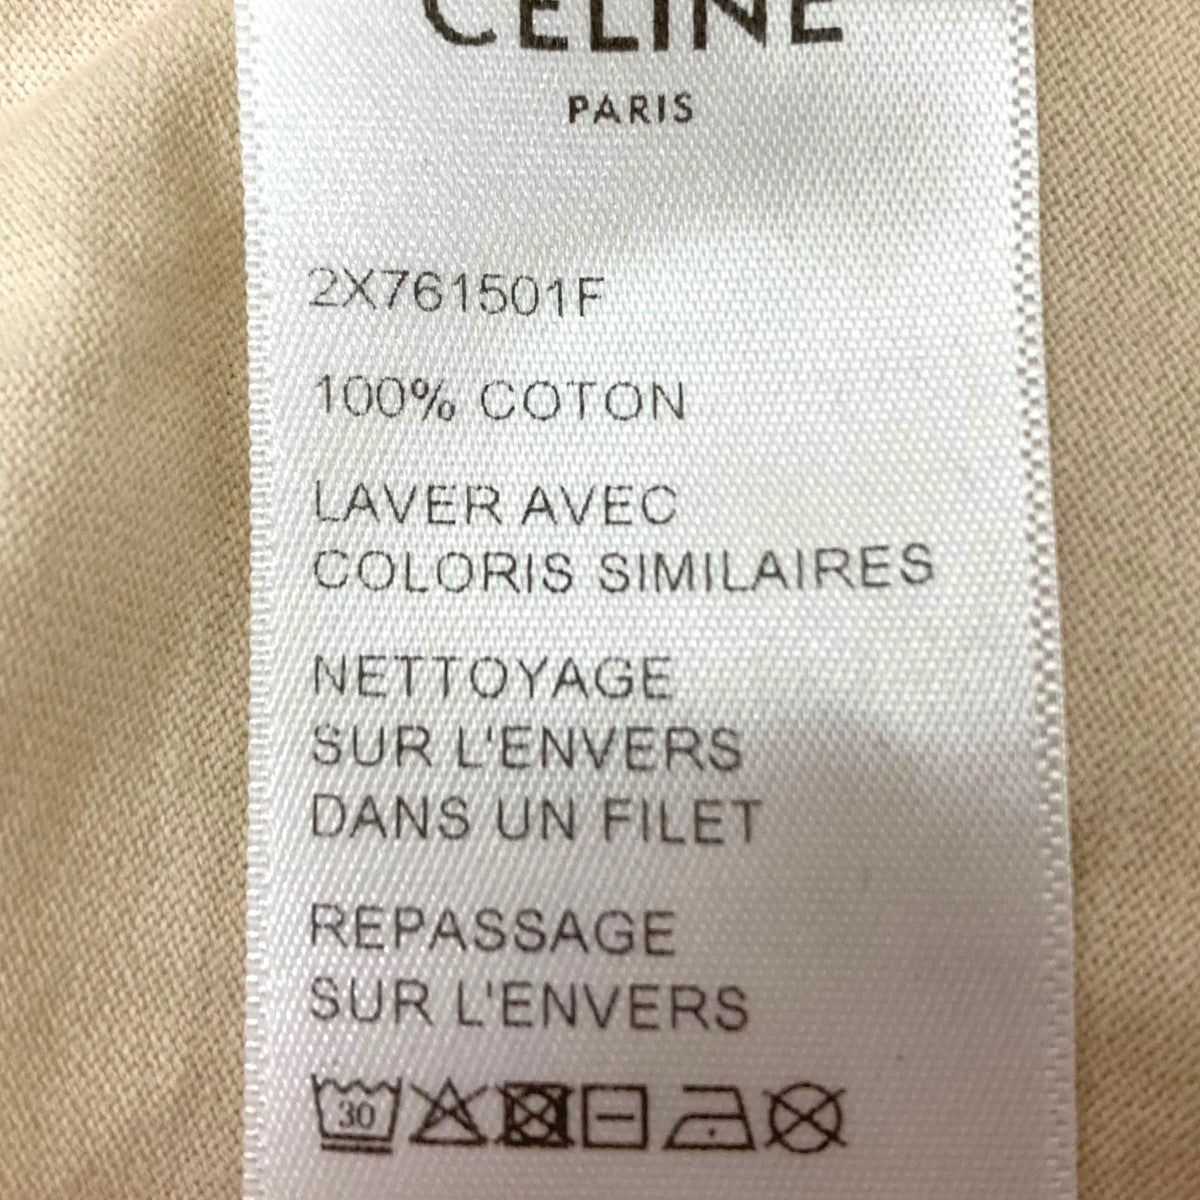 CELINE
PARIS
2X761501F
100% COTON
LAVER AVEC
COLORIS SIMILAIRES
NETTOYAGE
SUR L'ENVERS
DANS UN FILET
REPASSAGE
SUR L'ENVERS
30